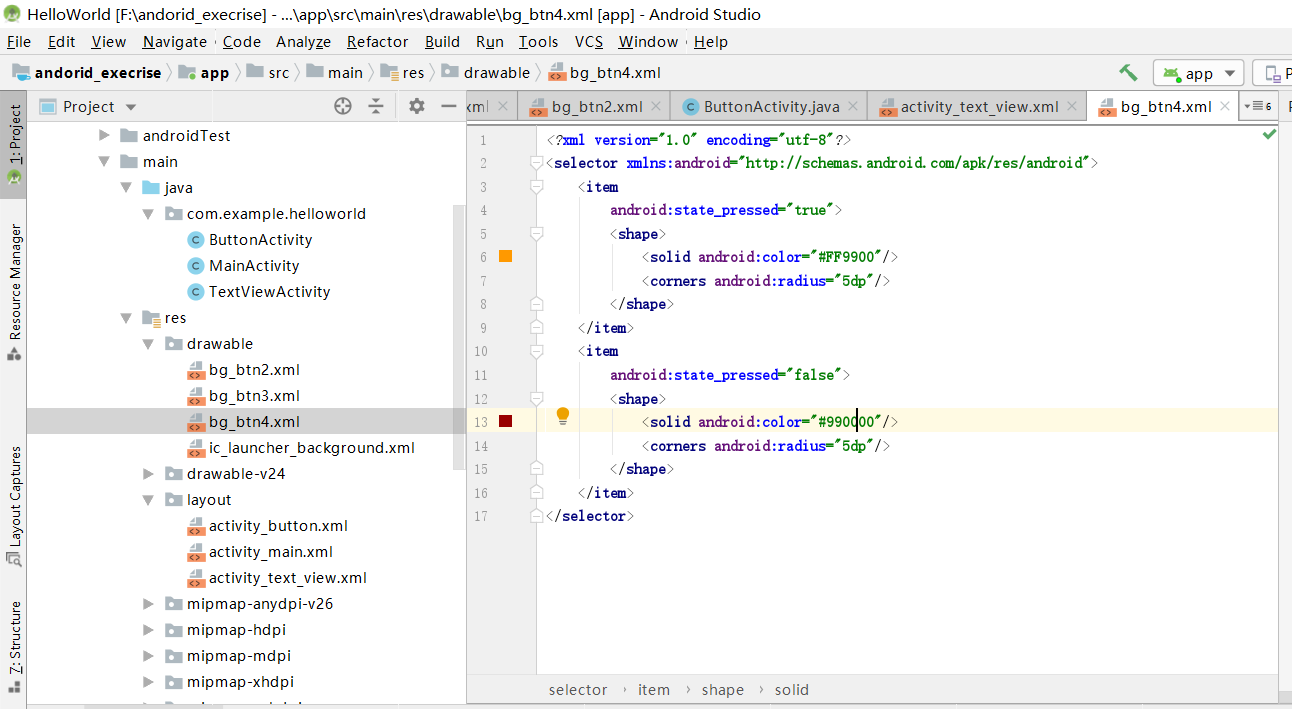 HelloWorld [F:\andorid_execrise] - ...\app\src\main\res\drawable\bg_btn4.xml [app] - Android Studio
File Edit View Navigate Code Analyze Refactor Build Run Tools VCS Window Help
andorid_execrise app src main res drawable bg_btn4.xml app
Project xml bg_btn2.xml ButtonActivity.java activity_text_view.xml bg_btn4.xml 6
1: Project
Resource Manager
Layout Captures
7: Structure
androidTest
main
java
com.example.helloworld
ButtonActivity
MainActivity
TextViewActivity
res
drawable
bg_btn2.xml
bg_btn3.xml
bg_btn4.xml
ic_launcher_background.xml
drawable-v24
layout
activity_button.xml
activity_main.xml
activity_text_view.xml
mipmap-anydpi-v26
mipmap-hdpi
mipmap-mdpi
mipmap-xhdpi
1 <?xml version="1.0" encoding="utf-8"?>
2 <selector xmlns:android="http://schemas.android.com/apk/res/android">
3 <item
4 android:state_pressed="true">
5 <shape>
6 <solid android:color="#FF9900"/>
7 <corners android:radius="5dp"/>
8 </shape>
9 </item>
10 <item
11 android:state_pressed="false">
12 <shape>
13 <solid android:color="#990000"/>
14 <corners android:radius="5dp"/>
15 </shape>
16 </item>
17 </selector>
selector › item › shape › solid